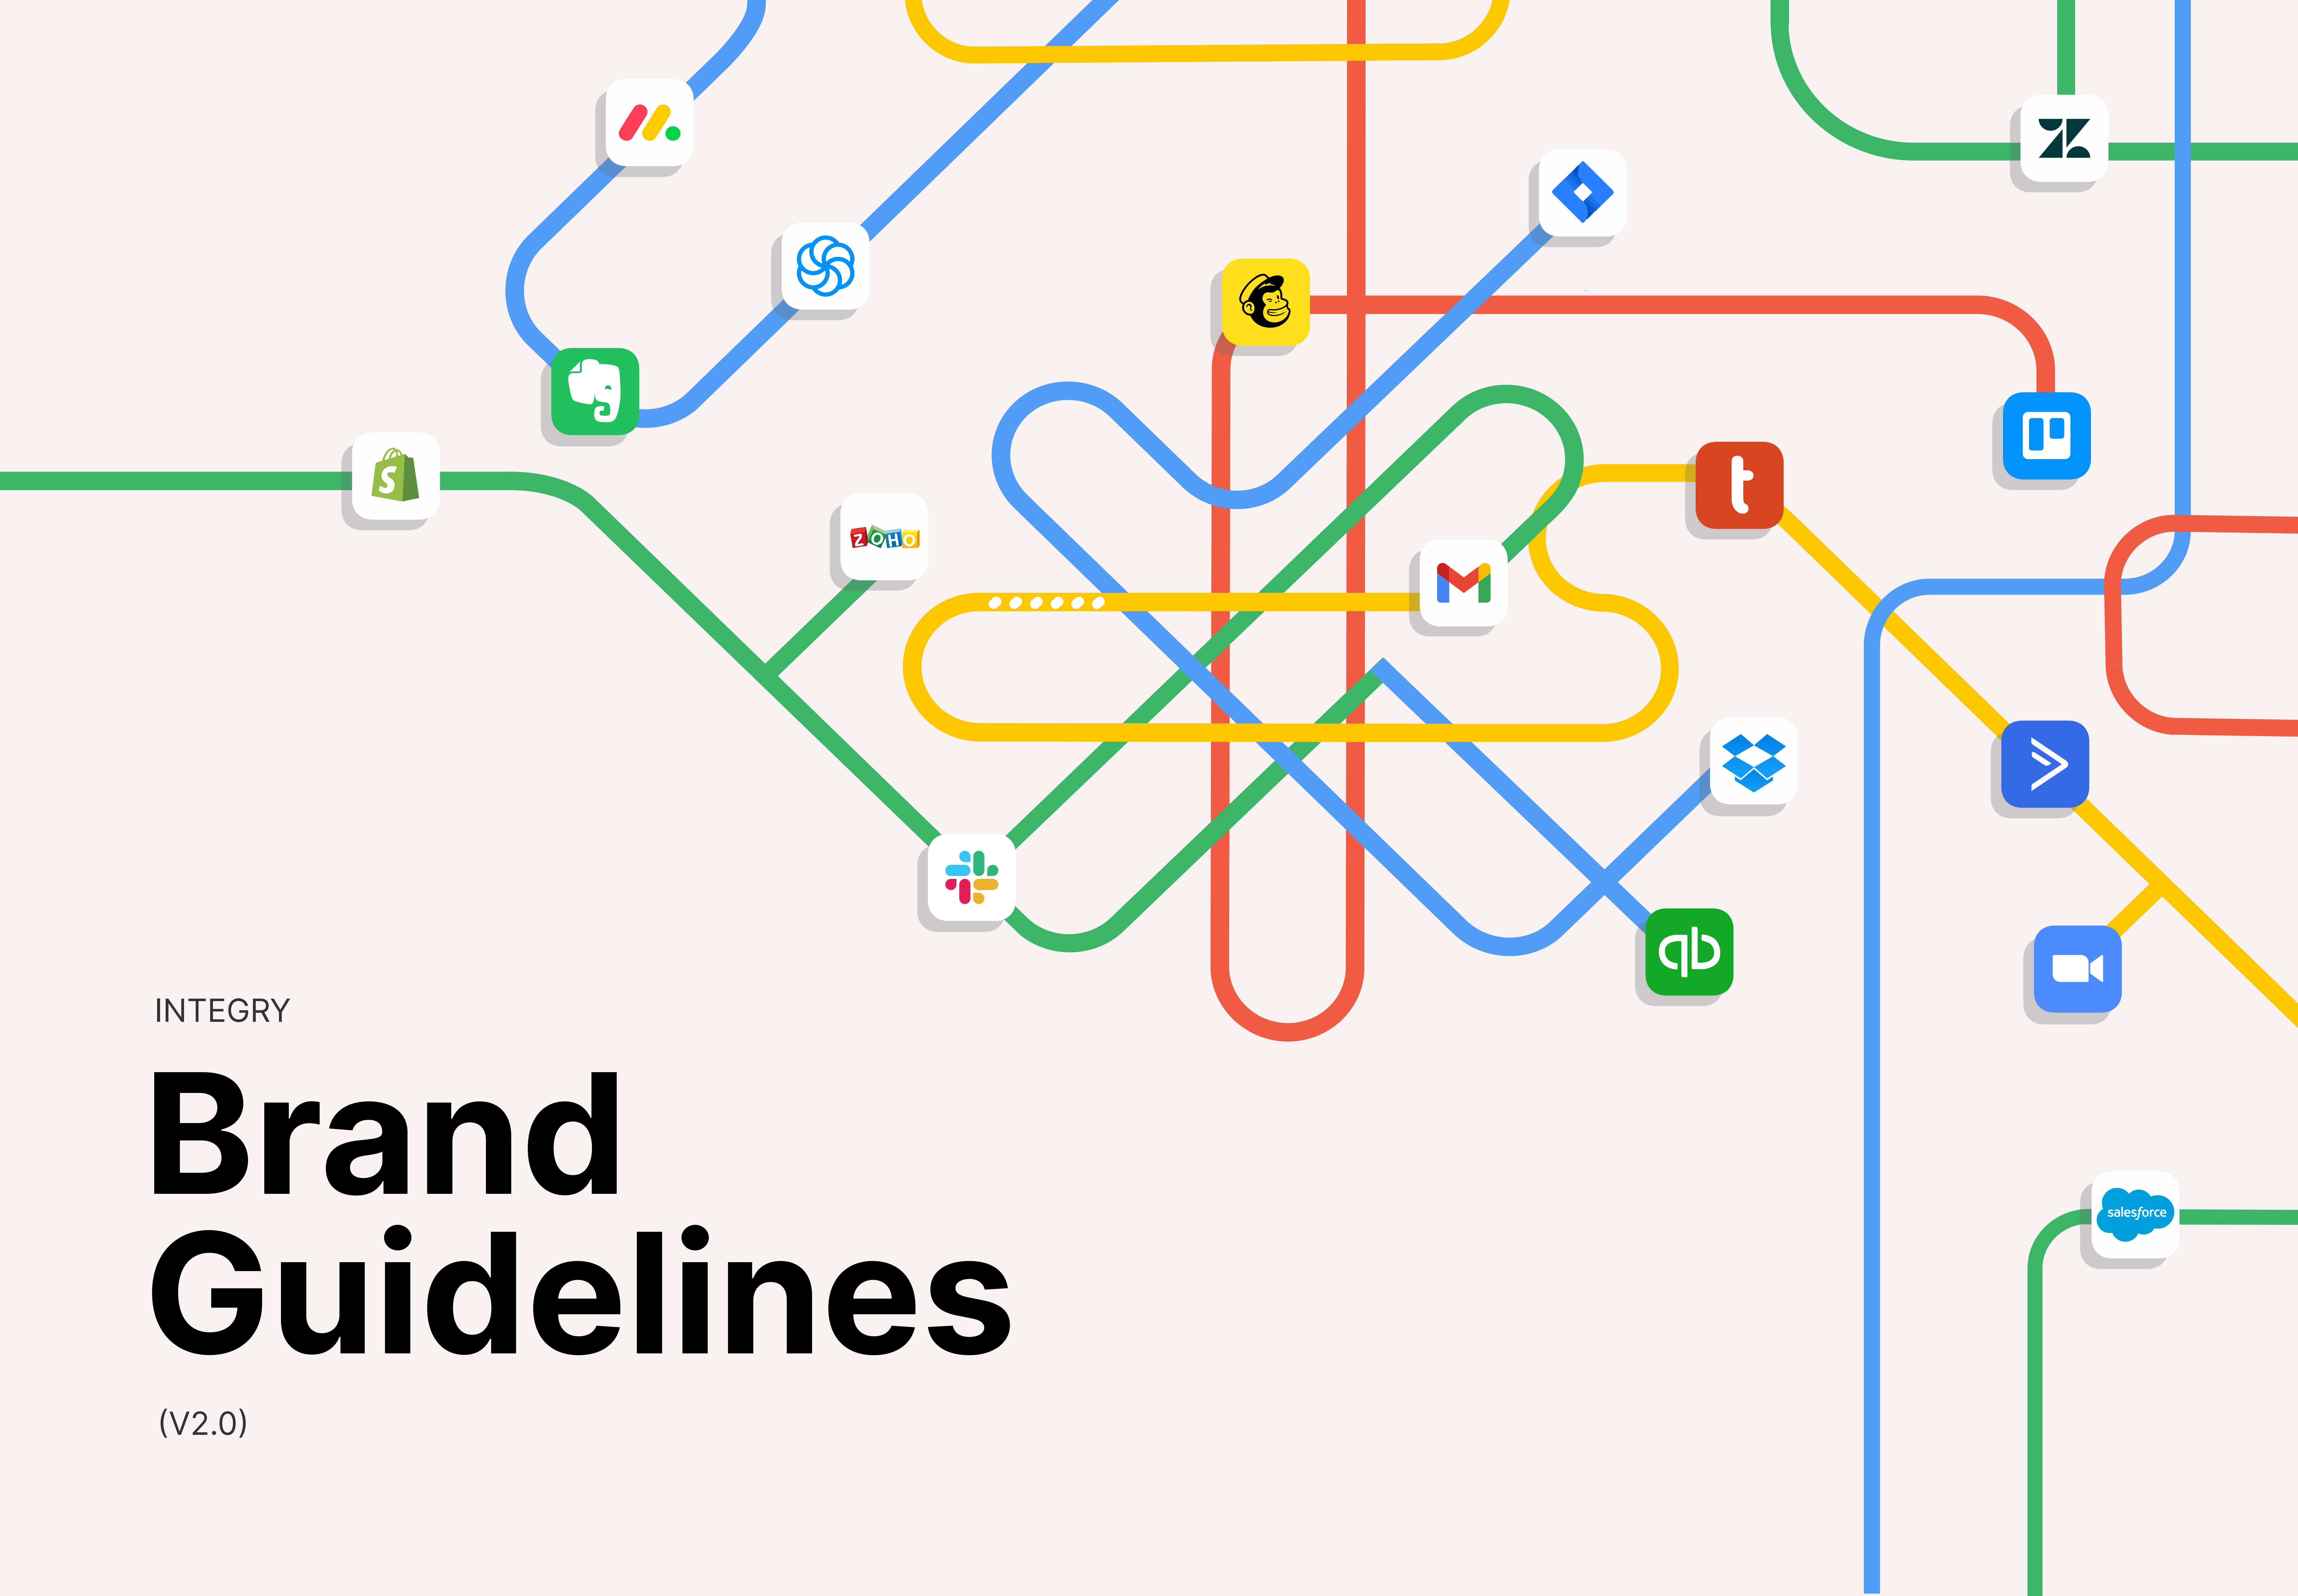 ZOHO
salesforce
INTEGRY
Brand
Guidelines
(V2.0)